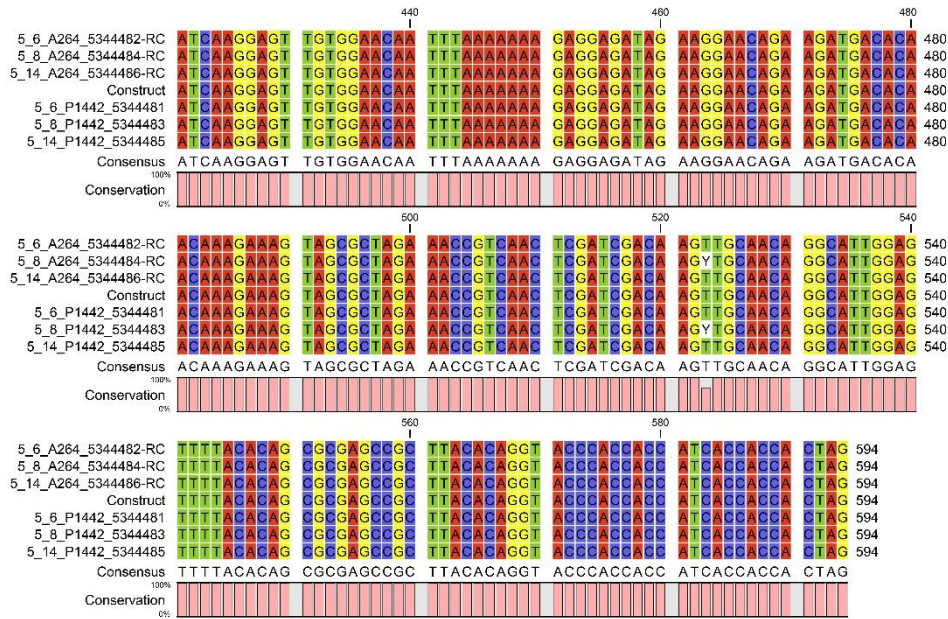 440 460 480
5_6_A264_5344482-RC ATCAAGGAGT TGTGGAACAA TTTAAAAAAA GAGGAGATAG AAGGAACAGA AGATGACACA 480
5_8_A264_5344484-RC ATCAAGGAGT TGTGGAACAA TTTAAAAAAA GAGGAGATAG AAGGAACAGA AGATGACACA 480
5_14_A264_5344486-RC ATCAAGGAGT TGTGGAACAA TTTAAAAAAA GAGGAGATAG AAGGAACAGA AGATGACACA 480
Construct ATCAAGGAGT TGTGGAACAA TTTAAAAAAA GAGGAGATAG AAGGAACAGA AGATGACACA 480
5_6_P1442_5344481 ATCAAGGAGT TGTGGAACAA TTTAAAAAAA GAGGAGATAG AAGGAACAGA AGATGACACA 480
5_8_P1442_5344483 ATCAAGGAGT TGTGGAACAA TTTAAAAAAA GAGGAGATAG AAGGAACAGA AGATGACACA 480
5_14_P1442_5344485 ATCAAGGAGT TGTGGAACAA TTTAAAAAAA GAGGAGATAG AAGGAACAGA AGATGACACA 480
Consensus ATCAAGGAGT TGTGGAACAA TTTAAAAAAA GAGGAGATAG AAGGAACAGA AGATGACACA
100%
Conservation
0%
500 520 540
5_6_A264_5344482-RC ACAAAGAAAG TAGCGCTAGA AACCGTCAAC TCGATCGACA AGTTGCAACA GGCATTGGAG 540
5_8_A264_5344484-RC ACAAAGAAAG TAGCGCTAGA AACCGTCAAC TCGATCGACA AGYTGCAACA GGCATTGGAG 540
5_14_A264_5344486-RC ACAAAGAAAG TAGCGCTAGA AACCGTCAAC TCGATCGACA AGTTGCAACA GGCATTGGAG 540
Construct ACAAAGAAAG TAGCGCTAGA AACCGTCAAC TCGATCGACA AGTTGCAACA GGCATTGGAG 540
5_6_P1442_5344481 ACAAAGAAAG TAGCGCTAGA AACCGTCAAC TCGATCGACA AGTTGCAACA GGCATTGGAG 540
5_8_P1442_5344483 ACAAAGAAAG TAGCGCTAGA AACCGTCAAC TCGATCGACA AGYTGCAACA GGCATTGGAG 540
5_14_P1442_5344485 ACAAAGAAAG TAGCGCTAGA AACCGTCAAC TCGATCGACA AGTTGCAACA GGCATTGGAG 540
Consensus ACAAAGAAAG TAGCGCTAGA AACCGTCAAC TCGATCGACA AGTTGCAACA GGCATTGGAG
100%
Conservation
0%
560 580
5_6_A264_5344482-RC TTTTACACAG CGCGAGCCGC TTACACAGGT ACCCACCACC ATCACCACCA CTAG 594
5_8_A264_5344484-RC TTTTACACAG CGCGAGCCGC TTACACAGGT ACCCACCACC ATCACCACCA CTAG 594
5_14_A264_5344486-RC TTTTACACAG CGCGAGCCGC TTACACAGGT ACCCACCACC ATCACCACCA CTAG 594
Construct TTTTACACAG CGCGAGCCGC TTACACAGGT ACCCACCACC ATCACCACCA CTAG 594
5_6_P1442_5344481 TTTTACACAG CGCGAGCCGC TTACACAGGT ACCCACCACC ATCACCACCA CTAG 594
5_8_P1442_5344483 TTTTACACAG CGCGAGCCGC TTACACAGGT ACCCACCACC ATCACCACCA CTAG 594
5_14_P1442_5344485 TTTTACACAG CGCGAGCCGC TTACACAGGT ACCCACCACC ATCACCACCA CTAG 594
Consensus TTTTACACAG CGCGAGCCGC TTACACAGGT ACCCACCACC ATCACCACCA CTAG
100%
Conservation
0%